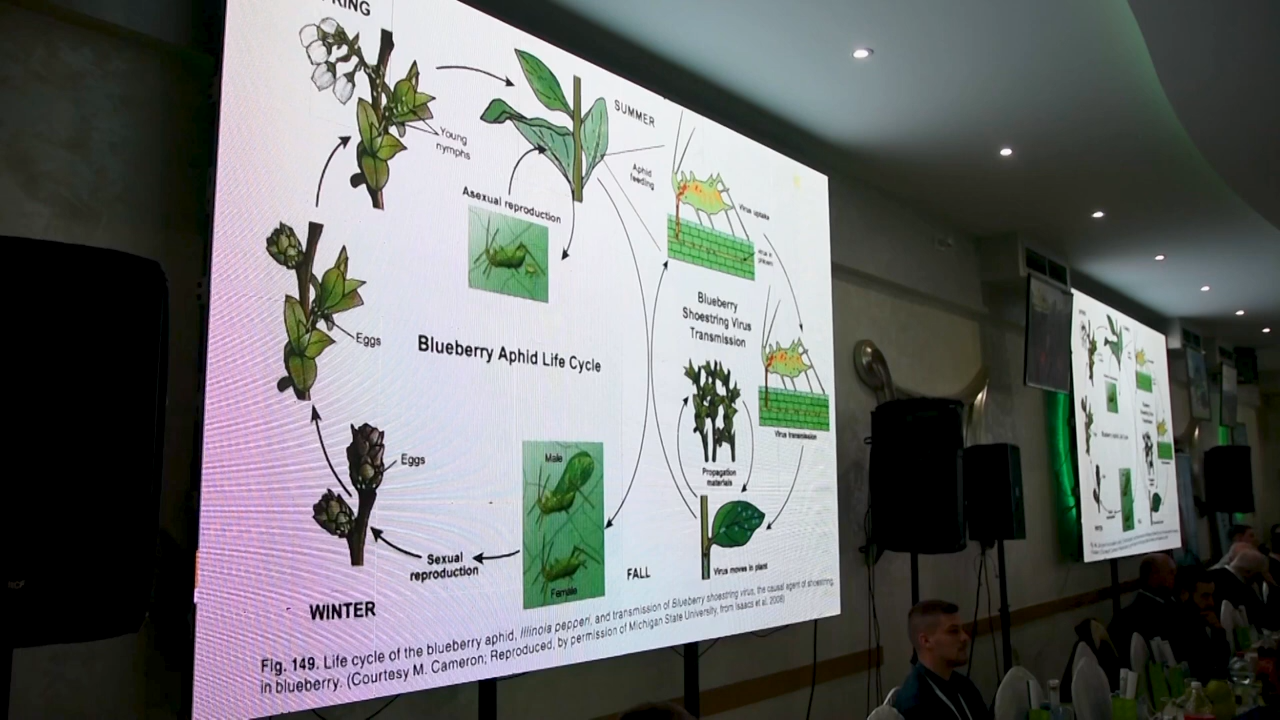 RING
SUMMER
Young
nymphs
Aphid
feeding
Virus uptake
Asexual reproduction
Blueberry
Shoestring Virus
Transmission
Eggs
Blueberry Aphid Life Cycle
Virus transmission
Eggs
Male
Propagation
materials
Sexual
reproduction
Female
FALL
Virus moves in plant
WINTER
Fig. 149. Life cycle of the blueberry aphid, Illinoia pepperi, and transmission of Blueberry shoestring virus, the causal agent of shoestring,
in blueberry. (Courtesy M. Cameron; Reproduced, by permission of Michigan State University, from Isaacs et al. 2008)